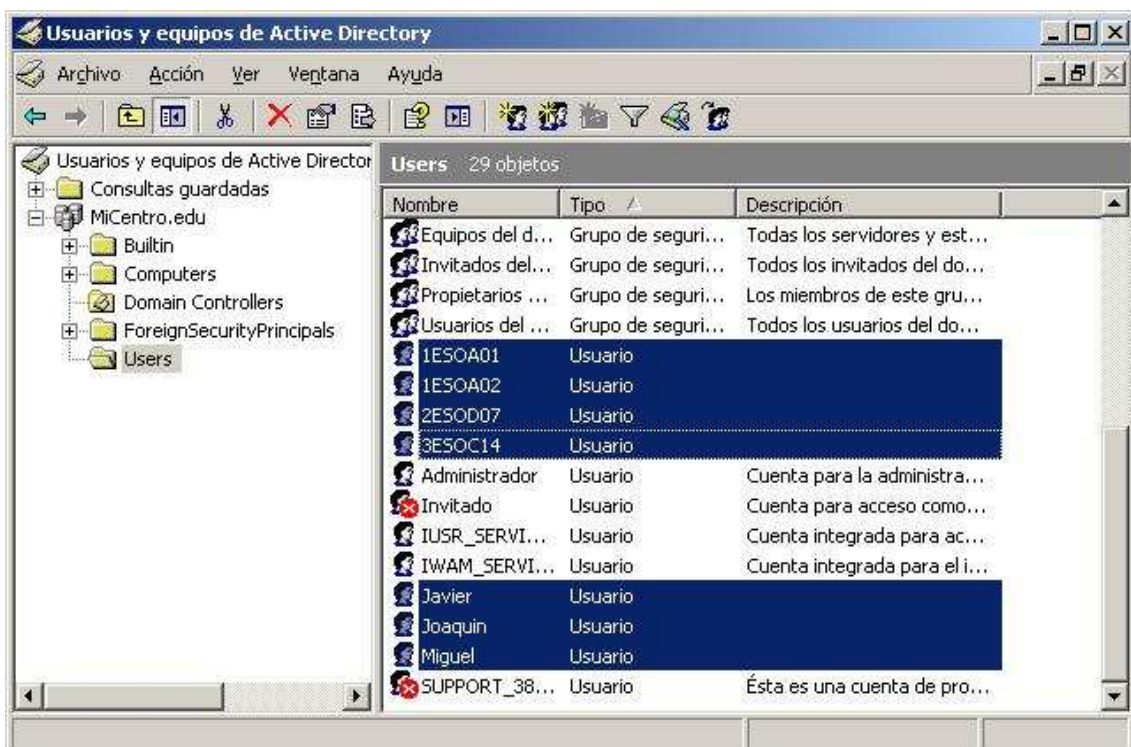 Usuarios y equipos de Active Directory
Archivo Acción Ver Ventana Ayuda
Usuarios y equipos de Active Director
Consultas guardadas
MiCentro.edu
Builtin
Computers
Domain Controllers
ForeignSecurityPrincipals
Users
Users 29 objetos
Nombre Tipo Descripción
Equipos del d... Grupo de seguri... Todas los servidores y est...
Invitados del... Grupo de seguri... Todos los invitados del do...
Propietarios ... Grupo de seguri... Los miembros de este gru...
Usuarios del ... Grupo de seguri... Todos los usuarios del do...
1ESOA01 Usuario
1ESOA02 Usuario
2ESOD07 Usuario
3ESOC14 Usuario
Administrador Usuario Cuenta para la administra...
Invitado Usuario Cuenta para acceso como...
IUSR_SERVI... Usuario Cuenta integrada para ac...
IWAM_SERVI... Usuario Cuenta integrada para el i...
Javier Usuario
Joaquin Usuario
Miguel Usuario
SUPPORT_38... Usuario Ésta es una cuenta de pro...